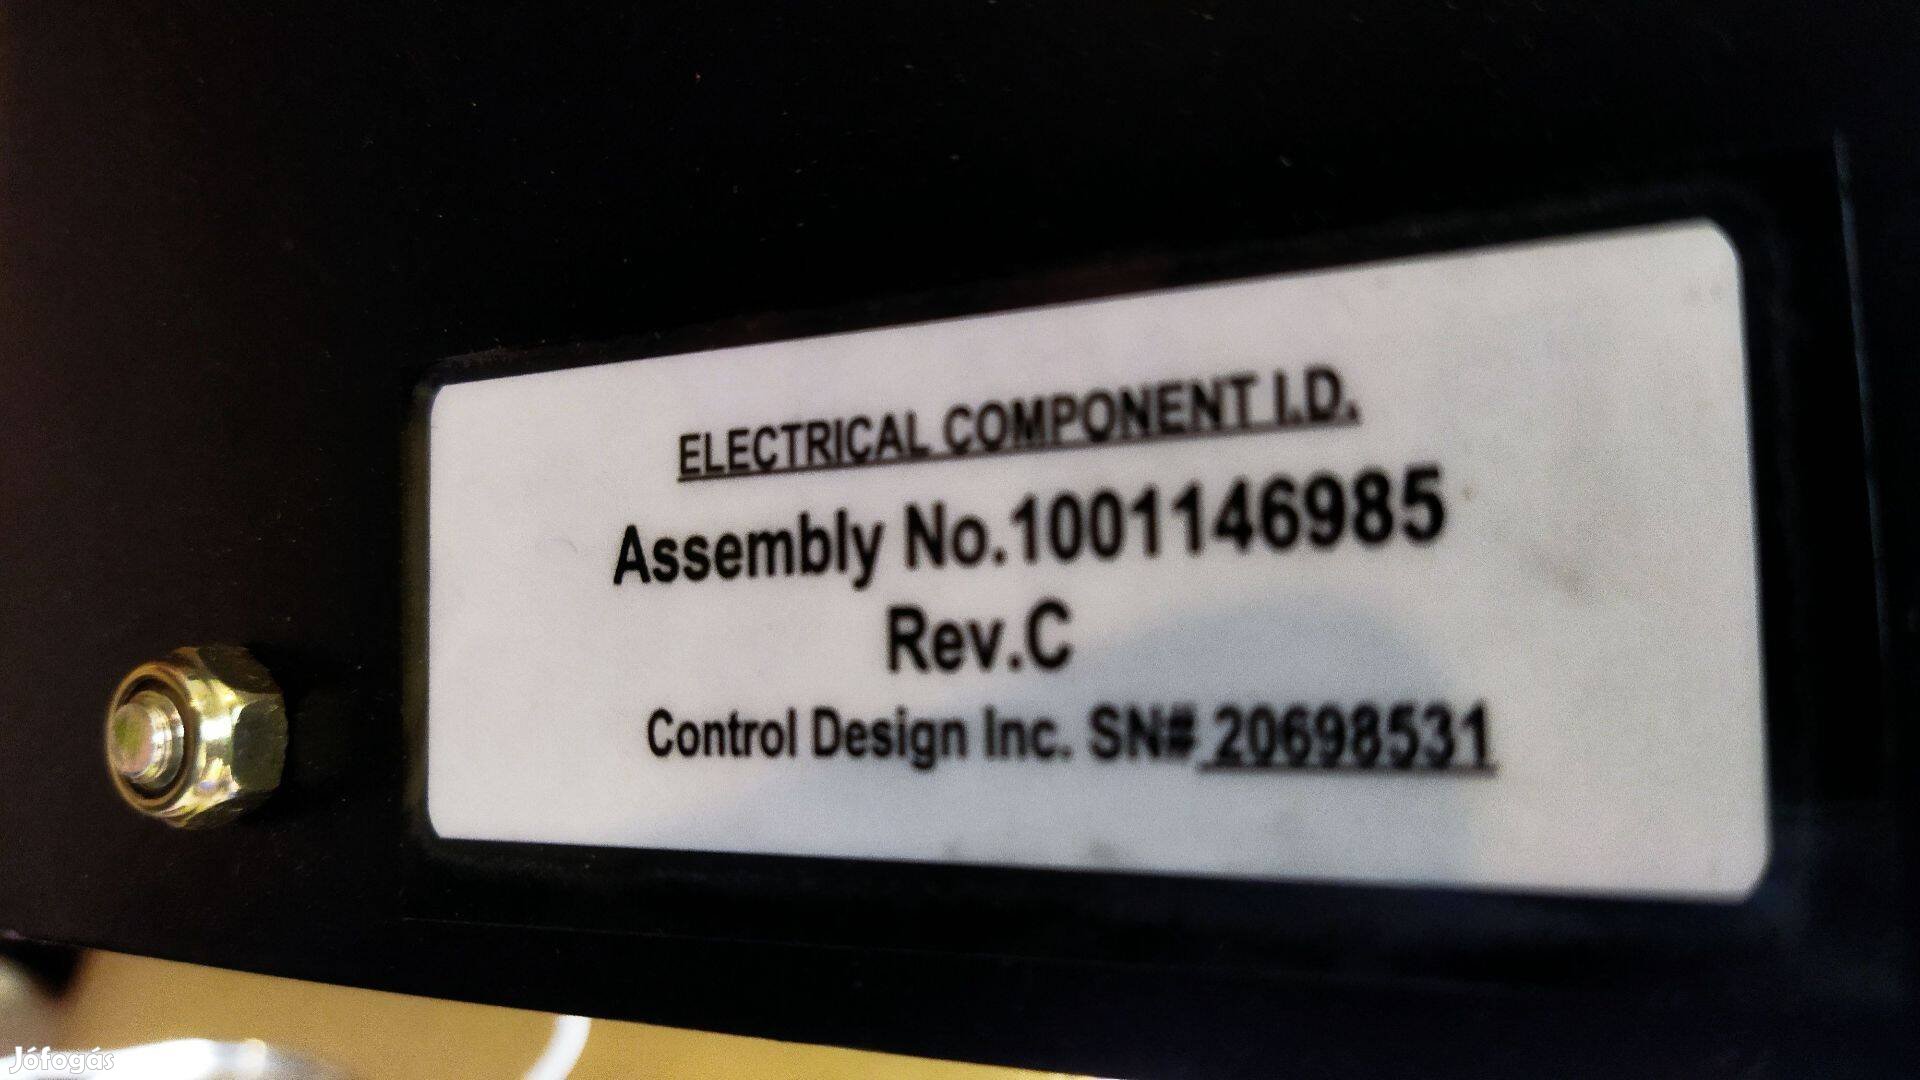 ELECTRICAL COMPONENT I.D.
Assembly No.1001146985
Rev.C
Control Design Inc. SN# 20698531
Jófogás